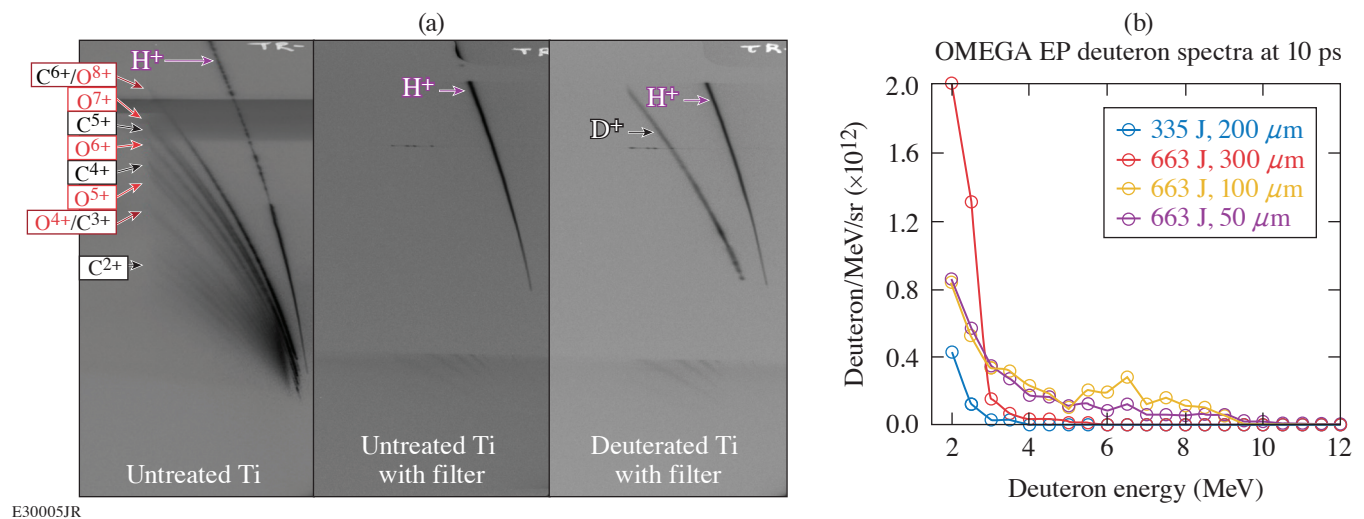 (a)
TR-
H⁺
C⁶⁺/O⁸⁺
O⁷⁺
C⁵⁺
O⁶⁺
C⁴⁺
O⁵⁺
O⁴⁺/C³⁺
C²⁺
Untreated Ti
TR
H⁺
Untreated Ti
with filter
TR-
H⁺
D⁺
Deuterated Ti
with filter
(b)
OMEGA EP deuteron spectra at 10 ps
Deuteron/MeV/sr (×10¹²)
2.0
1.6
1.2
0.8
0.4
0.0
335 J, 200 μm
663 J, 300 μm
663 J, 100 μm
663 J, 50 μm
2 4 6 8 10 12
Deuteron energy (MeV)
E30005JR